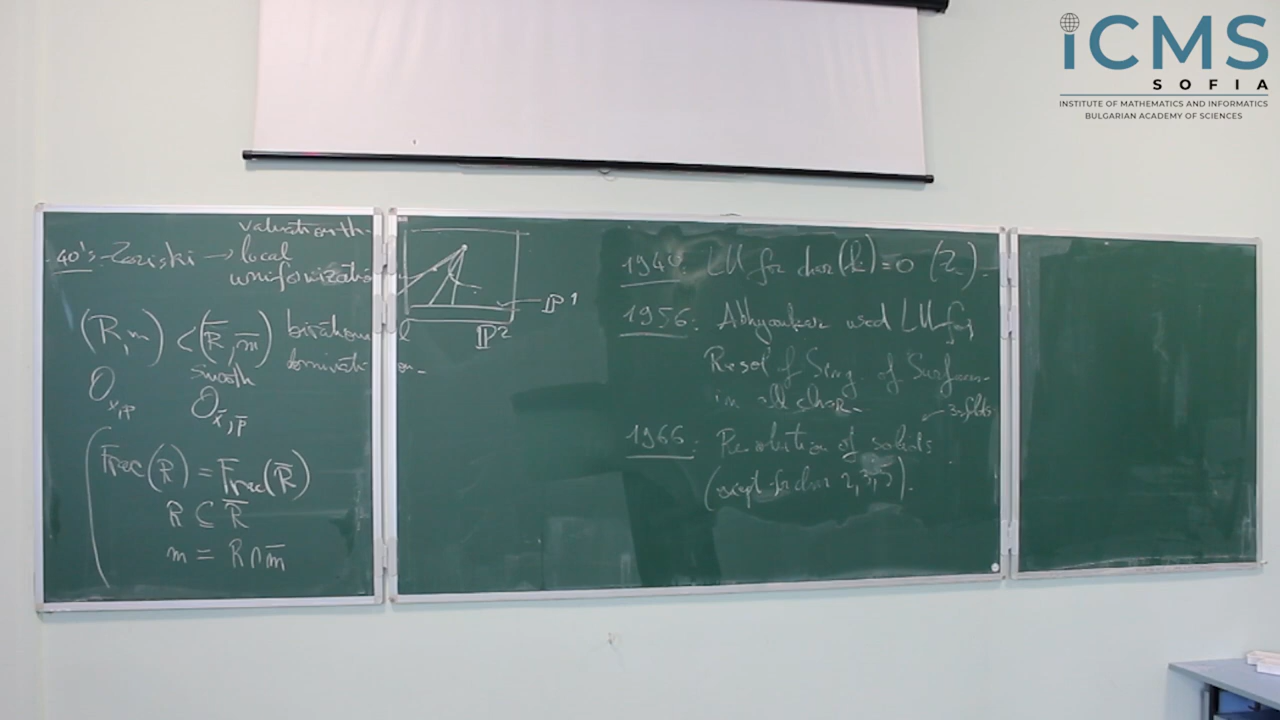 iCMS
SOFIA
INSTITUTE OF MATHEMATICS AND INFORMATICS
BULGARIAN ACADEMY OF SCIENCES
valuation th.
40's Zariski → local
uniformization
(R, m) < (R̄, m̄) birational
domination
smooth
O_{x,p} O_{x̄,p̄}
Frac(R) = Frac(R̄)
R ⊆ R̄
m = R ∩ m̄
P¹
P²
1940: LU for char(k)=0 (Z.)
1956: Abhyankar used LU for
Resol of Sing. of Surfaces
in all char.
3-folds
1966: Resolution of solids
(except for char 2, 3, 5).